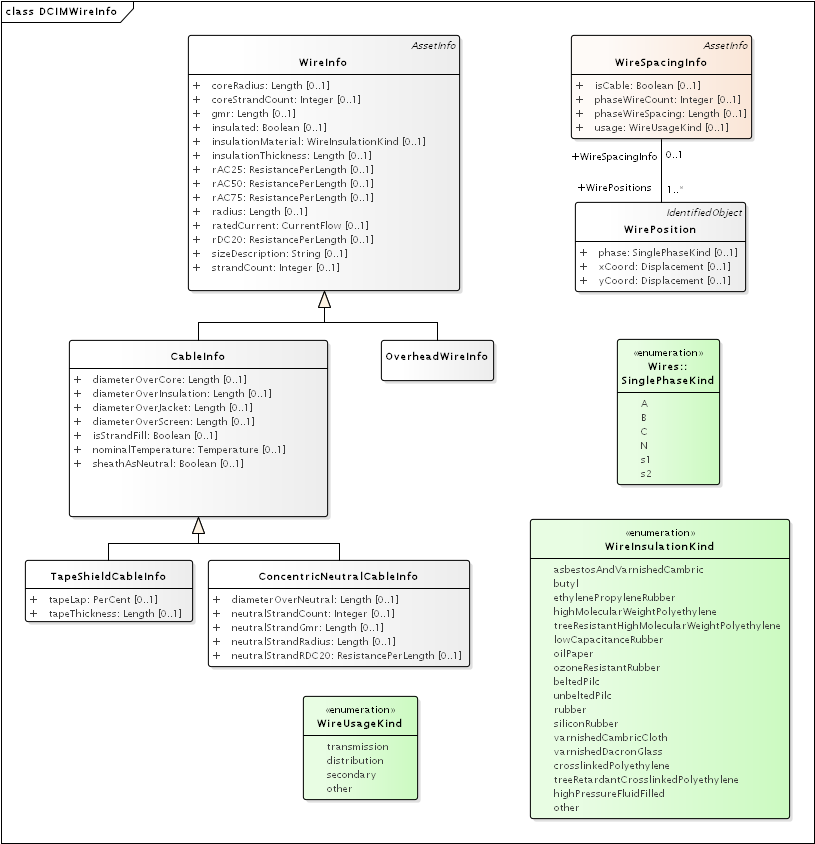 class DCIMWireInfo
AssetInfo
WireInfo
+ coreRadius: Length [0..1]
+ coreStrandCount: Integer [0..1]
+ gmr: Length [0..1]
+ insulated: Boolean [0..1]
+ insulationMaterial: WireInsulationKind [0..1]
+ insulationThickness: Length [0..1]
+ rAC25: ResistancePerLength [0..1]
+ rAC50: ResistancePerLength [0..1]
+ rAC75: ResistancePerLength [0..1]
+ radius: Length [0..1]
+ ratedCurrent: CurrentFlow [0..1]
+ rDC20: ResistancePerLength [0..1]
+ sizeDescription: String [0..1]
+ strandCount: Integer [0..1]
AssetInfo
WireSpacingInfo
+ isCable: Boolean [0..1]
+ phaseWireCount: Integer [0..1]
+ phaseWireSpacing: Length [0..1]
+ usage: WireUsageKind [0..1]
+WireSpacingInfo 0..1
+WirePositions 1..*
IdentifiedObject
WirePosition
+ phase: SinglePhaseKind [0..1]
+ xCoord: Displacement [0..1]
+ yCoord: Displacement [0..1]
CableInfo
+ diameterOverCore: Length [0..1]
+ diameterOverInsulation: Length [0..1]
+ diameterOverJacket: Length [0..1]
+ diameterOverScreen: Length [0..1]
+ isStrandFill: Boolean [0..1]
+ nominalTemperature: Temperature [0..1]
+ sheathAsNeutral: Boolean [0..1]
OverheadWireInfo
«enumeration»
Wires::
SinglePhaseKind
A
B
C
N
s1
s2
TapeShieldCableInfo
+ tapeLap: PerCent [0..1]
+ tapeThickness: Length [0..1]
ConcentricNeutralCableInfo
+ diameterOverNeutral: Length [0..1]
+ neutralStrandCount: Integer [0..1]
+ neutralStrandGmr: Length [0..1]
+ neutralStrandRadius: Length [0..1]
+ neutralStrandRDC20: ResistancePerLength [0..1]
«enumeration»
WireInsulationKind
asbestosAndVarnishedCambric
butyl
ethylenePropyleneRubber
highMolecularWeightPolyethylene
treeResistantHighMolecularWeightPolyethylene
lowCapacitanceRubber
oilPaper
ozoneResistantRubber
beltedPilc
unbeltedPilc
rubber
siliconRubber
varnishedCambricCloth
varnishedDacronGlass
crosslinkedPolyethylene
treeRetardantCrosslinkedPolyethylene
highPressureFluidFilled
other
«enumeration»
WireUsageKind
transmission
distribution
secondary
other